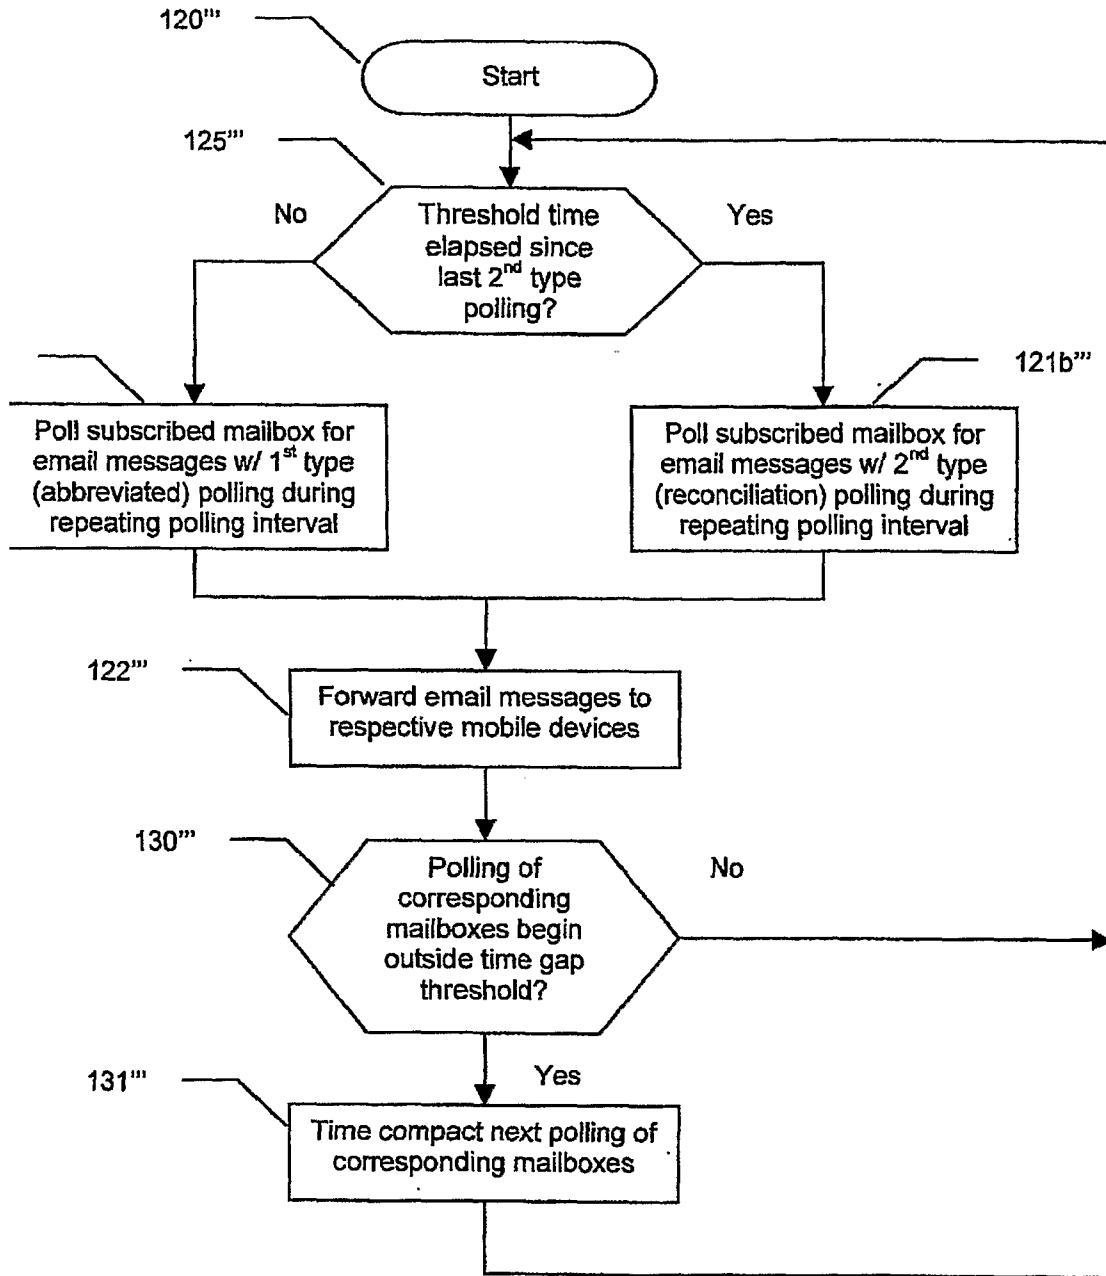 120'''
Start
125'''
No
Yes
Threshold time
elapsed since
last 2nd type
polling?
121b'''
Poll subscribed mailbox for
email messages w/ 1st type
(abbreviated) polling during
repeating polling interval
Poll subscribed mailbox for
email messages w/ 2nd type
(reconciliation) polling during
repeating polling interval
122'''
Forward email messages to
respective mobile devices
130'''
Polling of
corresponding
mailboxes begin
outside time gap
threshold?
No
Yes
131'''
Time compact next polling of
corresponding mailboxes